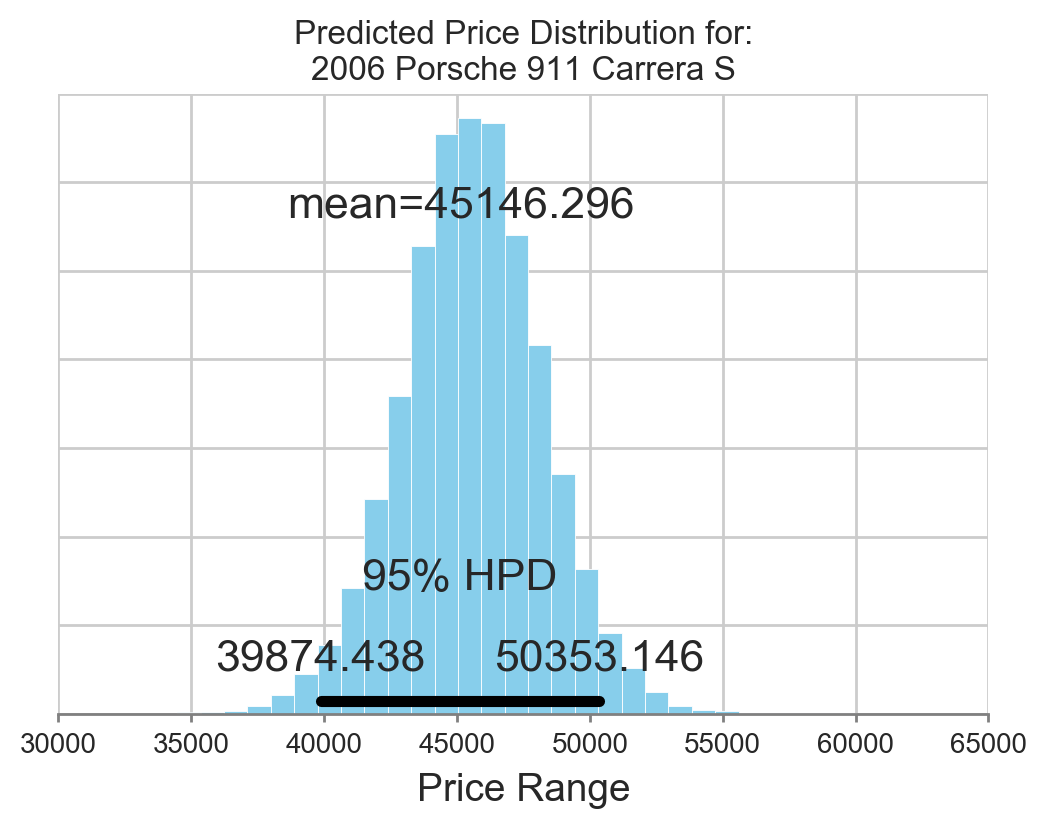 Predicted Price Distribution for:
2006 Porsche 911 Carrera S
mean=45146.296
95% HPD
39874.438 50353.146
30000 35000 40000 45000 50000 55000 60000 65000
Price Range